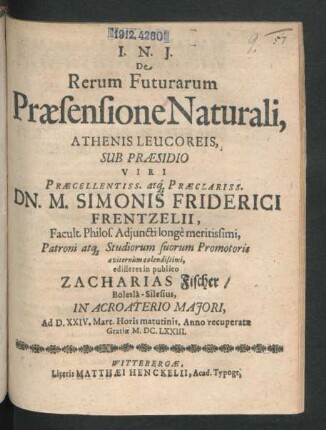 1912.4280
I. N. J.
De
Rerum Futurarum
Præsensione Naturali,
ATHENIS LEUCOREIS,
SUB PRÆSIDIO
VIRI
PRÆCELLENTISS. atq́; PRÆCLARISS.
DN. M. SIMONIS FRIDERICI
FRENTZELII,
Facult. Philos. Adjuncti longè meritissimi,
Patroni atq́; Studiorum suorum Promotoris
æviternùm colendissimi,
edisseret in publico
ZACHARIAS Fischer/
Boleslâ-Silesius,
IN ACROATERIO MAJORI,
Ad D. XXIV. Mart. Horis matutinis, Anno recuperatæ
Gratiæ M. DC. LXXIII.
WITTEBERGÆ,
Literis MATTHÆI HENCKELII, Acad. Typogr.